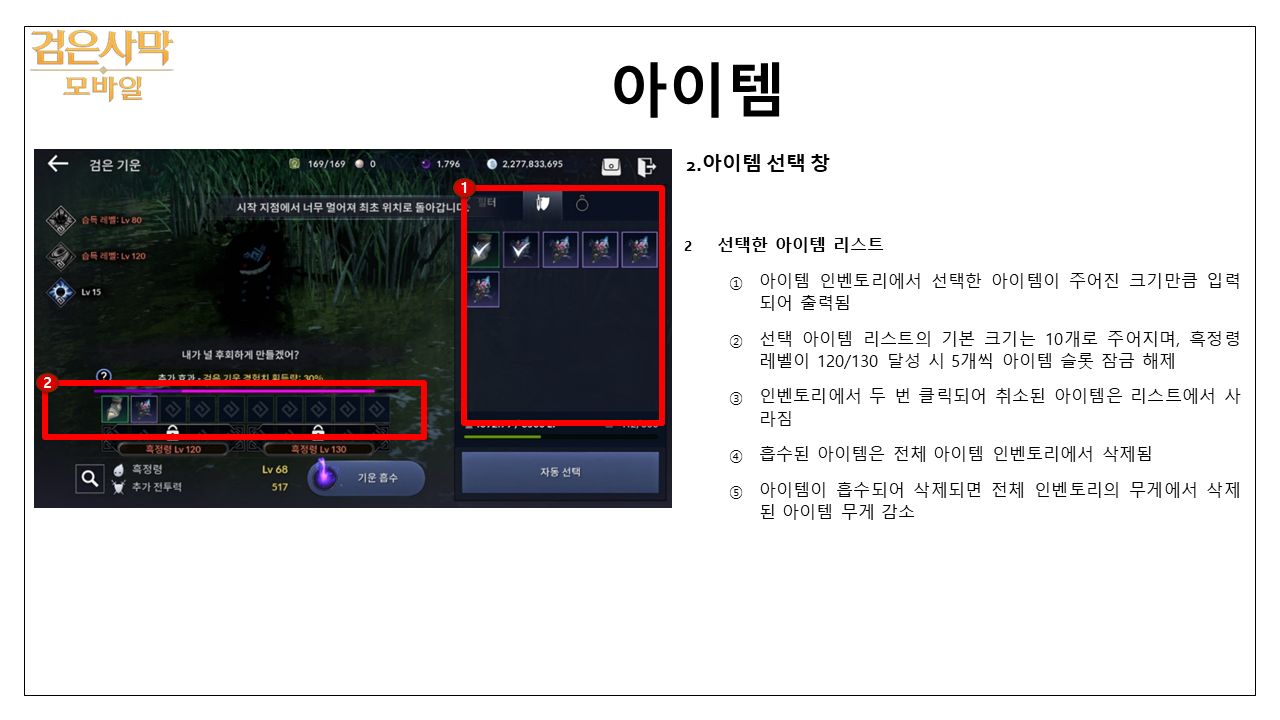 검은사막
모바일
아이템
검은 기운
169/169
0
1,796
2,277,833,695
시작 지점에서 너무 멀어져 최초 위치로 돌아갑니다.
1
필터
습득 레벨: Lv 80
습득 레벨: Lv 120
Lv 15
내가 널 후회하게 만들겠어?
추가 효과 - 검은 기운 경험치 획득량: 30%
2
흑정령 Lv 120
흑정령 Lv 130
흑정령
Lv 68
추가 전투력
517
기운 흡수
자동 선택
2.아이템 선택 창
2 선택한 아이템 리스트
① 아이템 인벤토리에서 선택한 아이템이 주어진 크기만큼 입력
되어 출력됨
② 선택 아이템 리스트의 기본 크기는 10개로 주어지며, 흑정령
레벨이 120/130 달성 시 5개씩 아이템 슬롯 잠금 해제
③ 인벤토리에서 두 번 클릭되어 취소된 아이템은 리스트에서 사
라짐
④ 흡수된 아이템은 전체 아이템 인벤토리에서 삭제됨
⑤ 아이템이 흡수되어 삭제되면 전체 인벤토리의 무게에서 삭제
된 아이템 무게 감소